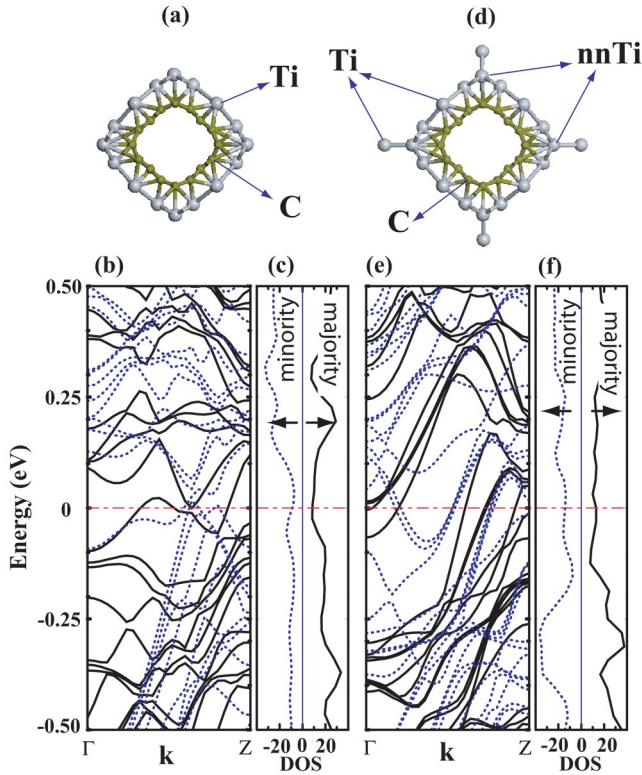 (a)
(d)
Ti
C
Ti
nnTi
C
(b)
(c)
(e)
(f)
0.50
0.25
0
-0.25
-0.50
Energy (eV)
minority
majority
minority
majority
Γ
k
Z
-20 0 20
DOS
Γ
k
Z
-20 0 20
DOS